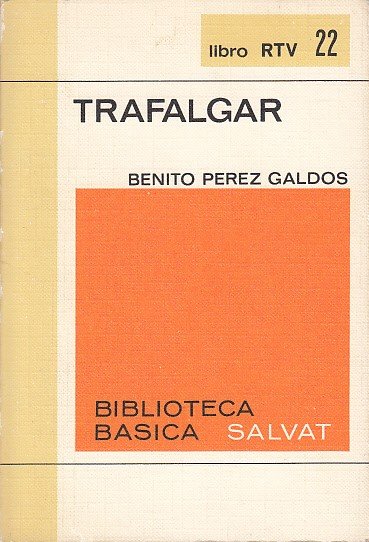 libro RTV 22
TRAFALGAR
BENITO PEREZ GALDOS
BIBLIOTECA
BASICA SALVAT